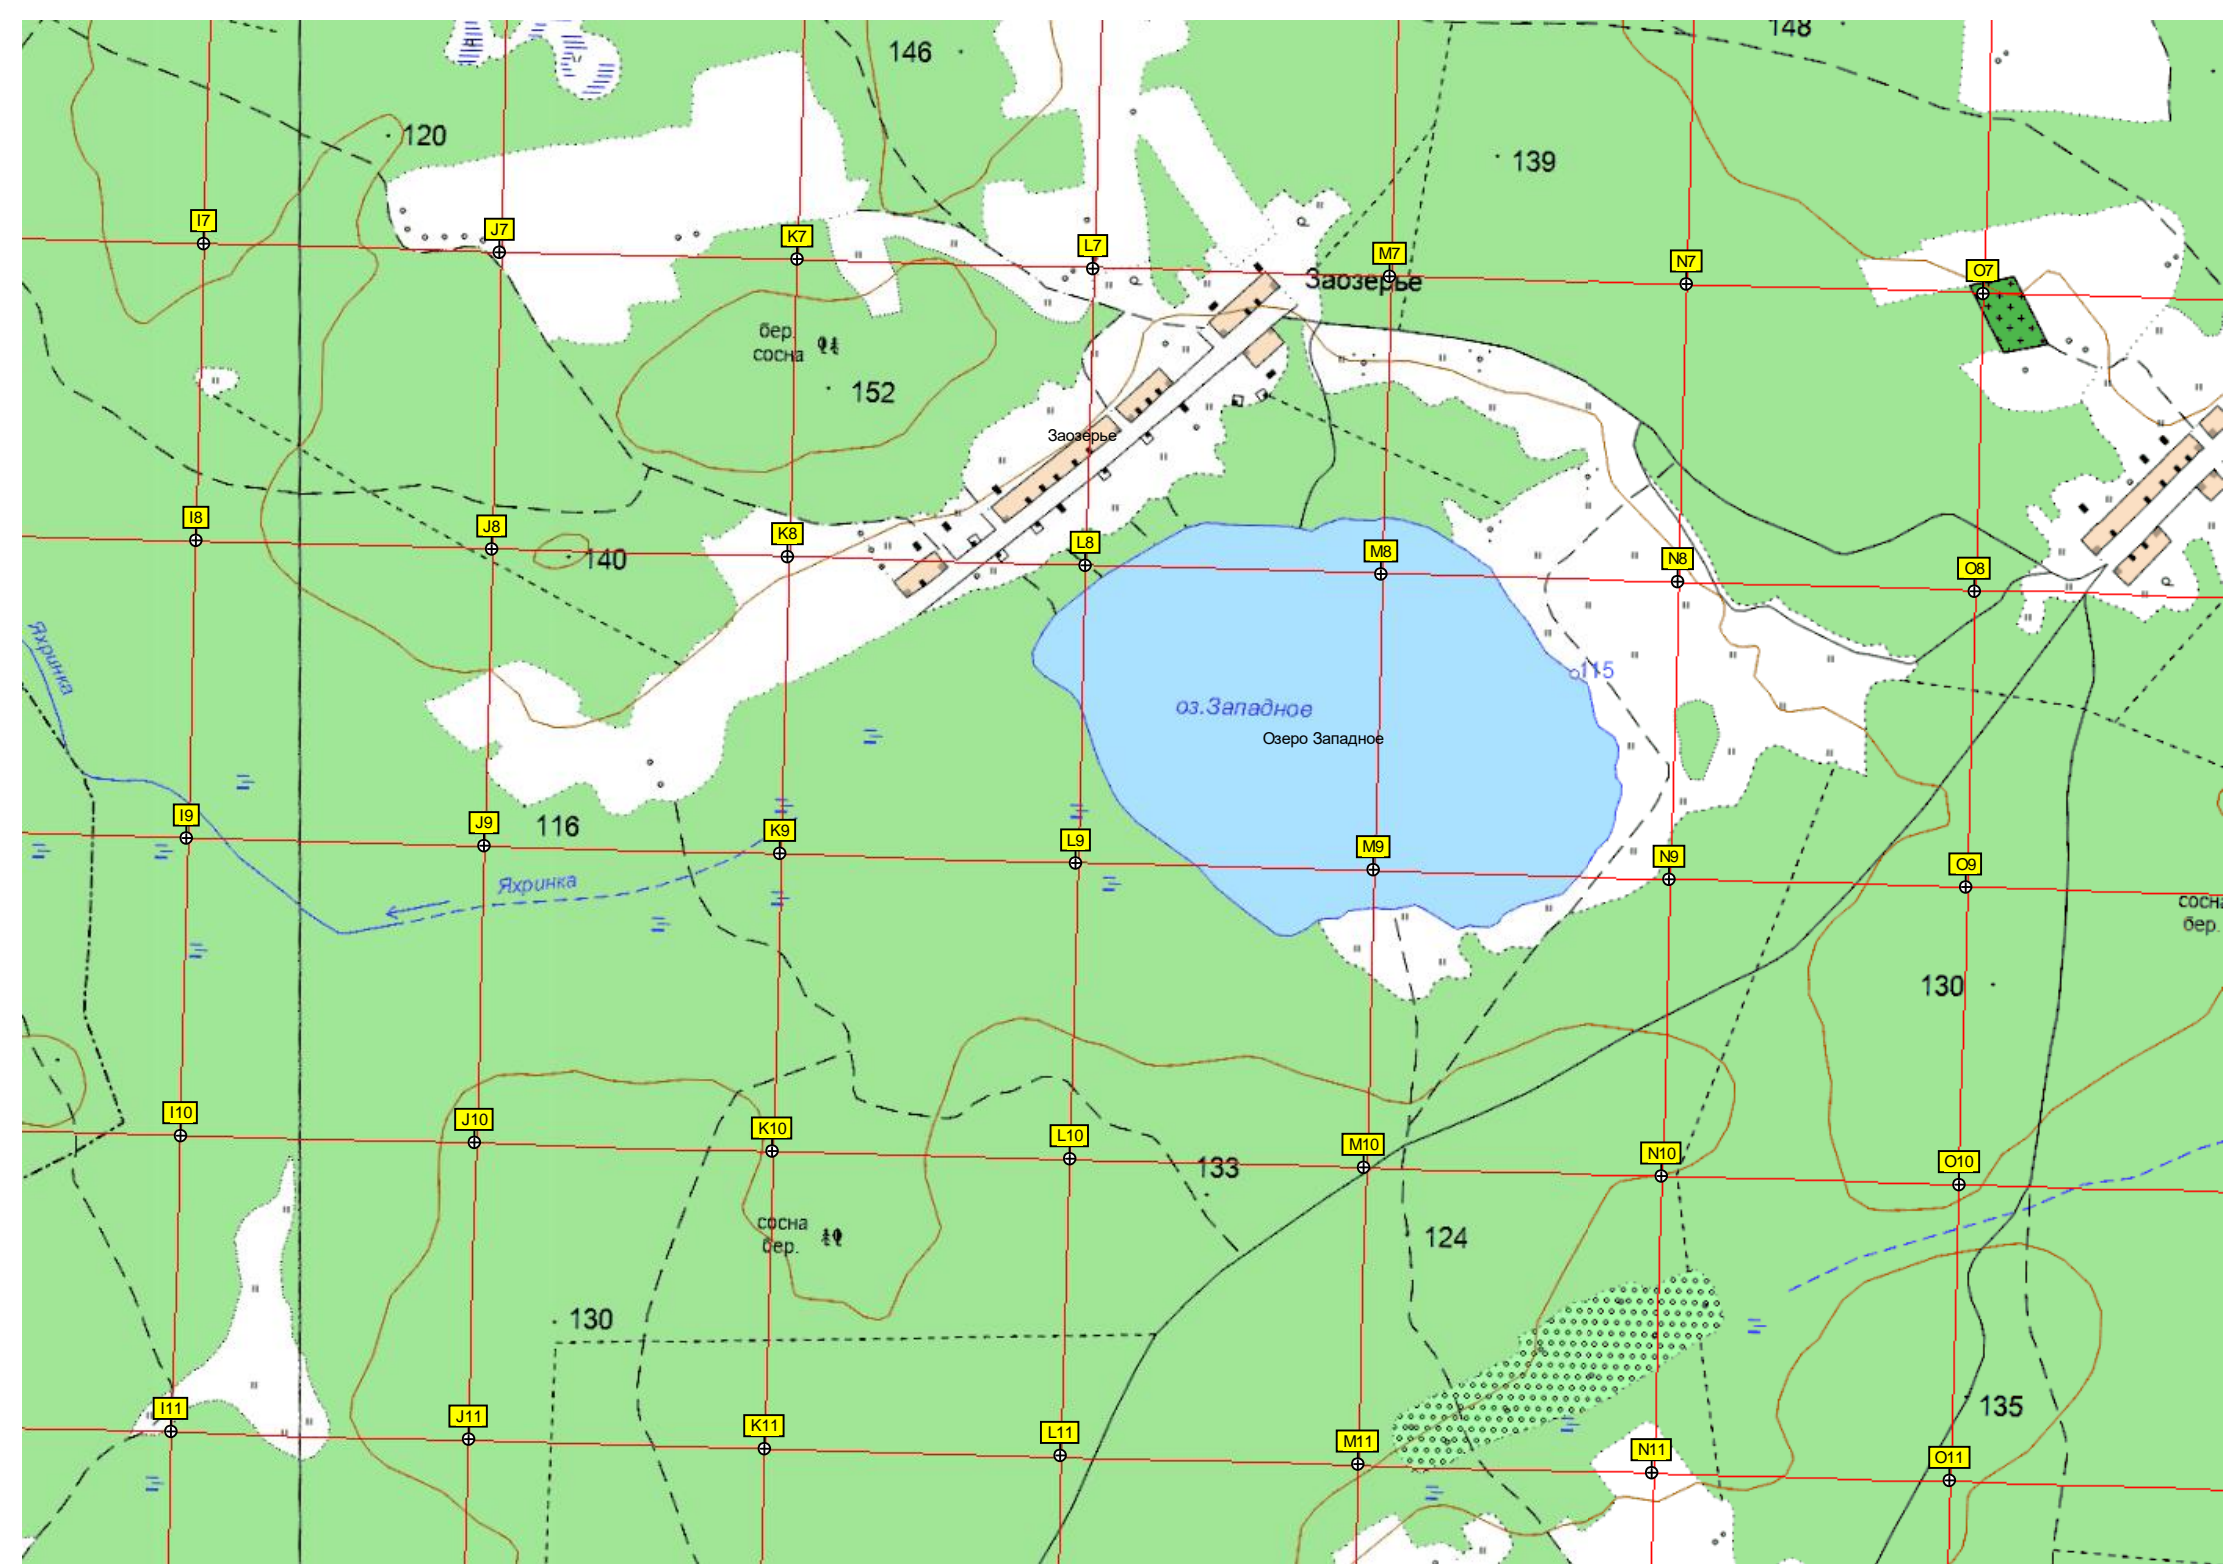 148
146
120
139
I7
J7
K7
L7
M7
N7
O7
Заозерье
бер.
сосна
152
Заозерье
I8
J8
K8
L8
M8
N8
O8
140
Яхринка
115
оз.Западное
Озеро Западное
I9
J9
K9
L9
M9
N9
O9
116
Яхринка
сосна
бер.
130
I10
J10
K10
L10
M10
N10
O10
133
сосна
бер.
124
130
I11
J11
K11
L11
M11
N11
O11
135